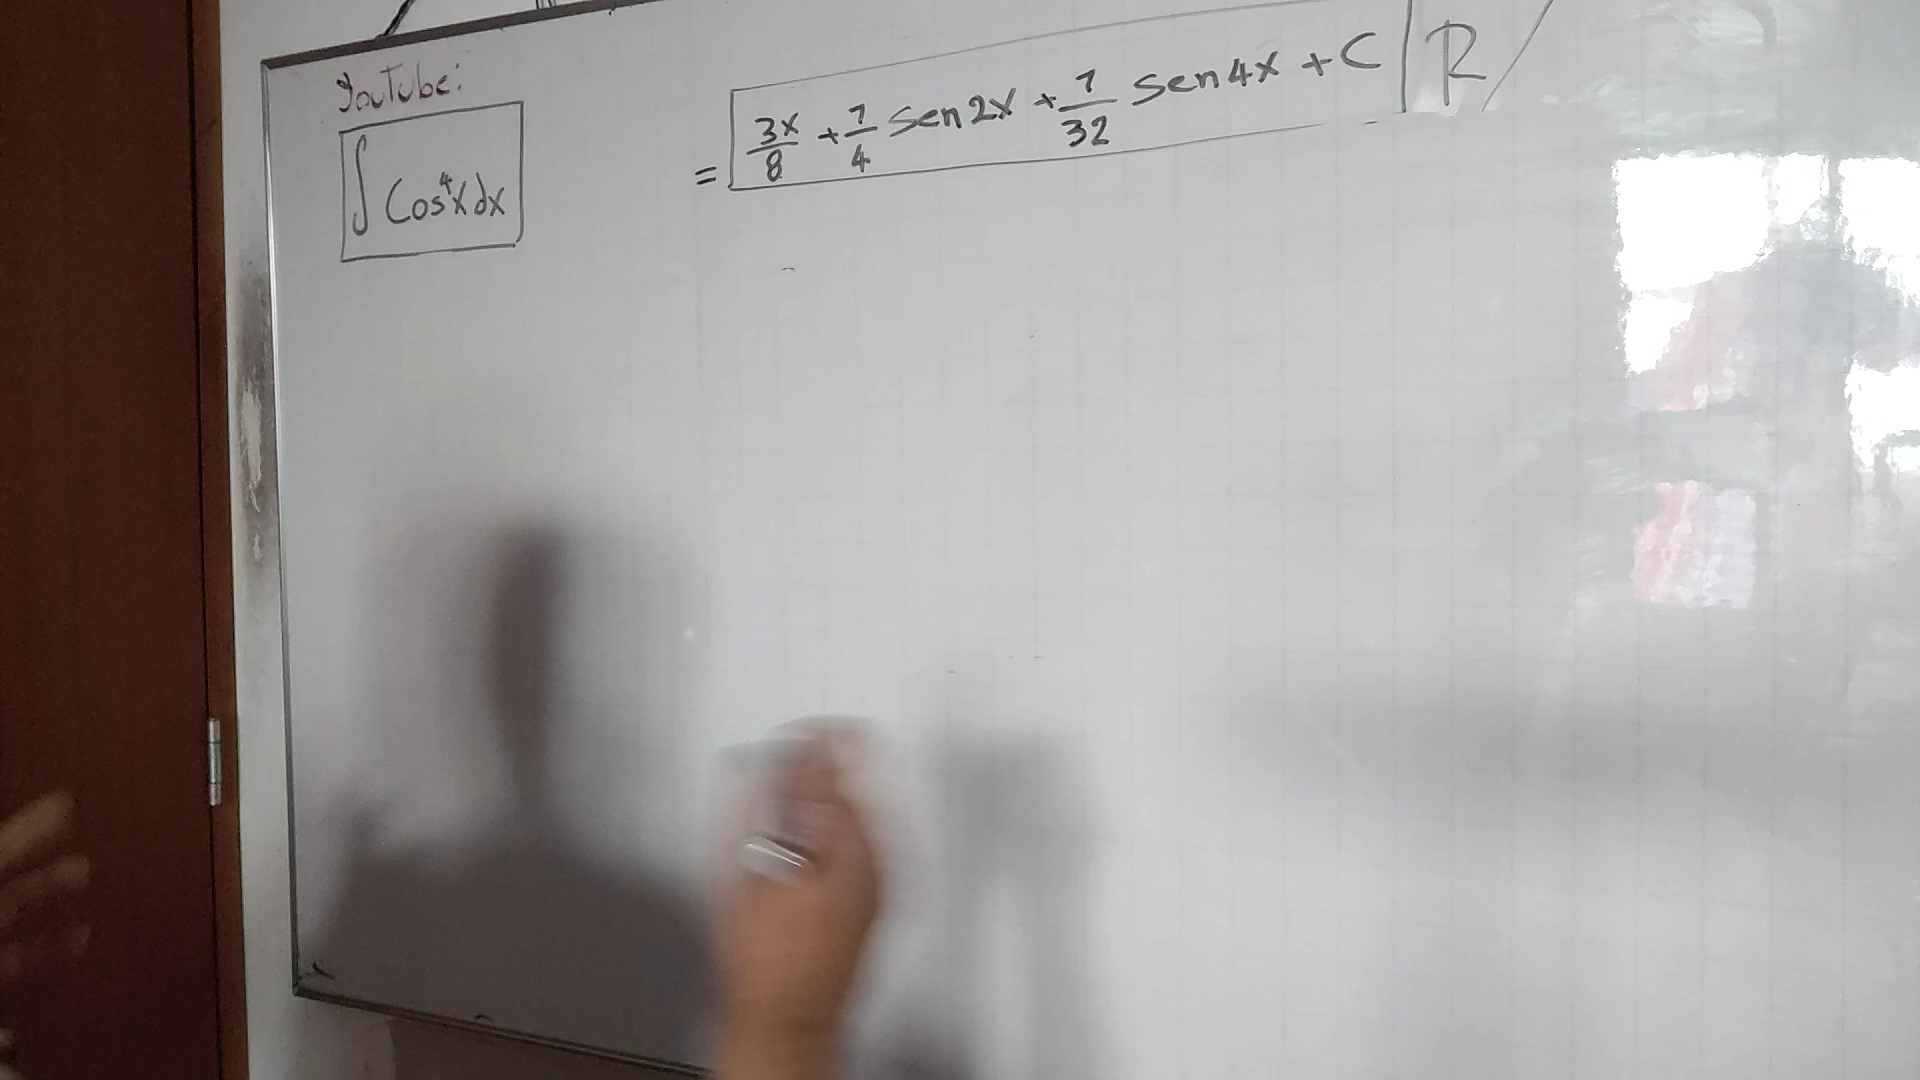 Youtube:
∫ Cos⁴x dx
= 3x/8 + 1/4 sen 2x + 1/32 sen 4x + C | R/